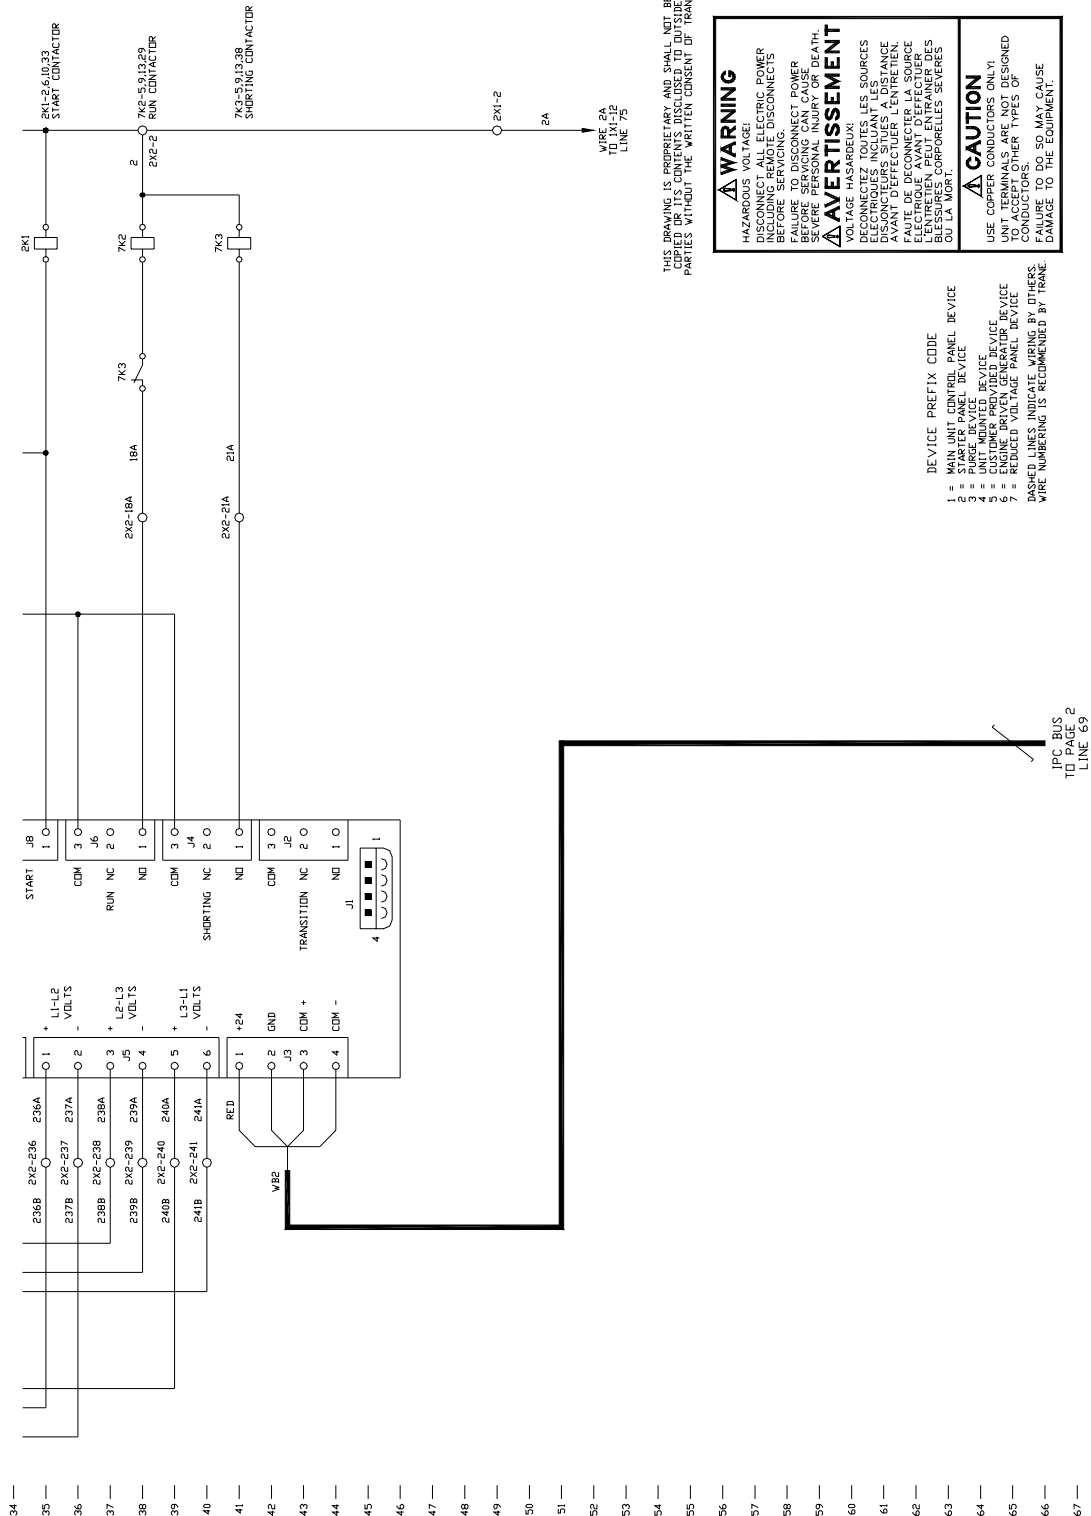 34
35
36
37
38
39
40
41
42
43
44
45
46
47
48
49
50
51
52
53
54
55
56
57
58
59
60
61
62
63
64
65
66
67
236B 2X2-236 236A
237B 2X2-237 237A
238B 2X2-238 238A
239B 2X2-239 239A
240B 2X2-240 240A
241B 2X2-241 241A
1 +
L1-L2
VOLTS
2 -
3 +
J5
L2-L3
VOLTS
4 -
5 +
L3-L1
VOLTS
6 -
WB2
RED
1 +24
2 GND
J3
3 COM +
4 COM -
START
J8
1
COM 3
J6
RUN NC 2
NO 1
COM 3
J4
SHORTING NC 2
NO 1
COM 3
J2
TRANSITION NC 2
NO 1
J1
4 1
2X2-18A 18A 7K3 7K2
2X2-21A 21A 7K3
2K1
2 2X2-2
2K1-2,6,10,33
START CONTACTOR
7K2-5,9,13,29
RUN CONTACTOR
7K3-5,9,13,38
SHORTING CONTACTOR
2X1-2
2A
WIRE 2A
TO 1X1-12
LINE 75
IPC BUS
TO PAGE 2
LINE 69
THIS DRAWING IS PROPRIETARY AND SHALL NOT BE
COPIED OR ITS CONTENTS DISCLOSED TO OUTSIDE
PARTIES WITHOUT THE WRITTEN CONSENT OF TRAN
WARNING
HAZARDOUS VOLTAGE!
DISCONNECT ALL ELECTRIC POWER
INCLUDING REMOTE DISCONNECTS
BEFORE SERVICING.
FAILURE TO DISCONNECT POWER
BEFORE SERVICING CAN CAUSE
SEVERE PERSONAL INJURY OR DEATH.
AVERTISSEMENT
VOLTAGE HASARDEUX!
DECONNECTEZ TOUTES LES SOURCES
ELECTRIQUES INCLUANT LES
DISJONCTEURS SITUES A DISTANCE
AVANT D'EFFECTUER L'ENTRETIEN.
FAUTE DE DECONNECTER LA SOURCE
ELECTRIQUE AVANT D'EFFECTUER
L'ENTRETIEN PEUT ENTRAINER DES
BLESSURES CORPORELLES SEVERES
OU LA MORT.
CAUTION
USE COPPER CONDUCTORS ONLY!
UNIT TERMINALS ARE NOT DESIGNED
TO ACCEPT OTHER TYPES OF
CONDUCTORS.
FAILURE TO DO SO MAY CAUSE
DAMAGE TO THE EQUIPMENT.
DEVICE PREFIX CODE
1 = MAIN UNIT CONTROL PANEL DEVICE
2 = STARTER PANEL DEVICE
3 = PURGE DEVICE
4 = UNIT MOUNTED DEVICE
5 = CUSTOMER PROVIDED DEVICE
6 = ENGINE DRIVEN GENERATOR DEVICE
7 = REDUCED VOLTAGE PANEL DEVICE
DASHED LINES INDICATE WIRING BY OTHERS.
WIRE NUMBERING IS RECOMMENDED BY TRANE.